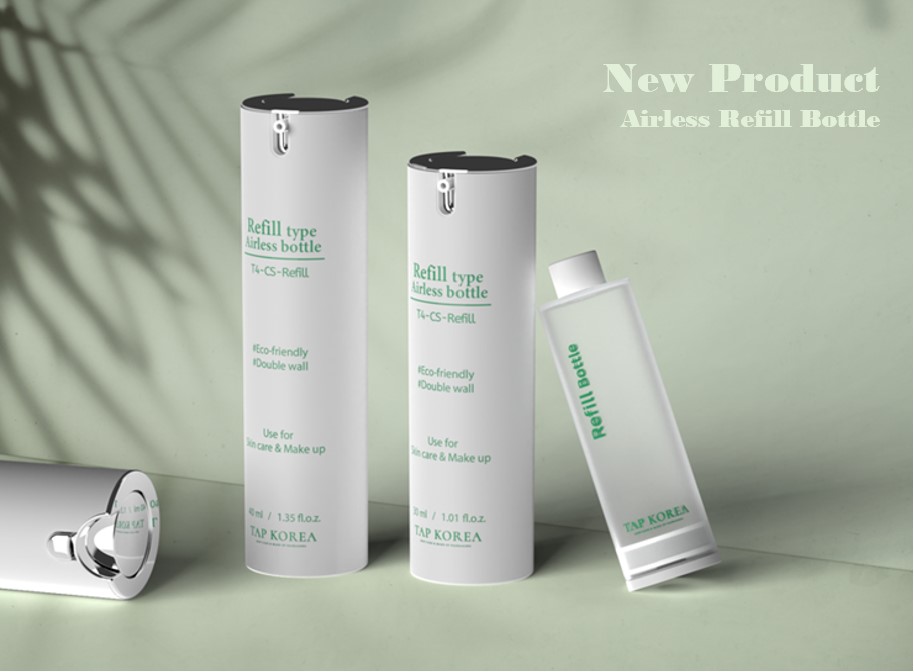 New Product
Airless Refill Bottle
Refill type
Airless bottle
T4-CS-Refill
#Eco-friendly
#Double wall
Use for
Skin care & Make up
40 ml / 1.35 fl.o.z.
TAP KOREA
Refill type
Airless bottle
T4-CS-Refill
#Eco-friendly
#Double wall
Use for
Skin care & Make up
30 ml / 1.01 fl.o.z.
TAP KOREA
Refill Bottle
TAP KOREA